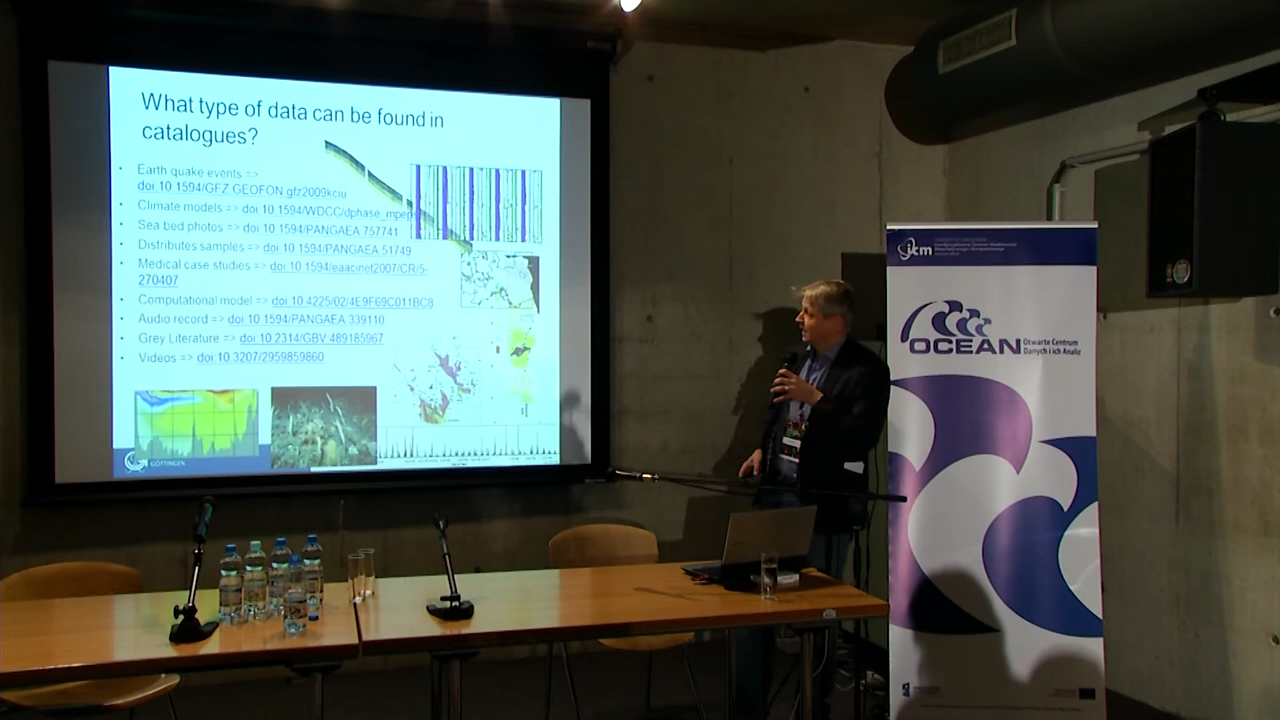 What type of data can be found in
catalogues?
• Earth quake events =>
doi:10.1594/GFZ.GEOFON.gfz2009kciu
• Climate models => doi:10.1594/WDCC/dphase_mpeps
• Sea bed photos => doi:10.1594/PANGAEA.757741
• Distributes samples => doi:10.1594/PANGAEA.51749
• Medical case studies => doi:10.1594/eaacinet2007/CR/5-
270407
• Computational model => doi:10.4225/02/4E9F69C011BC8
• Audio record => doi:10.1594/PANGAEA.339110
• Grey Literature => doi:10.2314/GBV:489185967
• Videos => doi:10.3207/2959859860
GÖTTINGEN
icm
OCEAN
Otwarte Centrum
Danych i ich Analiz